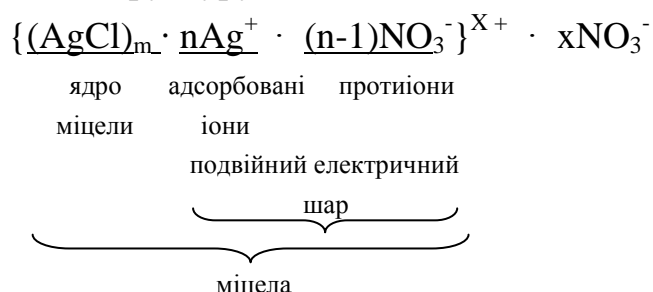 {(AgCl)m · nAg⁺ · (n-1)NO₃⁻}ˣ⁺ · xNO₃⁻
ядро адсорбовані протиіони
міцели іони
подвійний електричний
шар
міцела